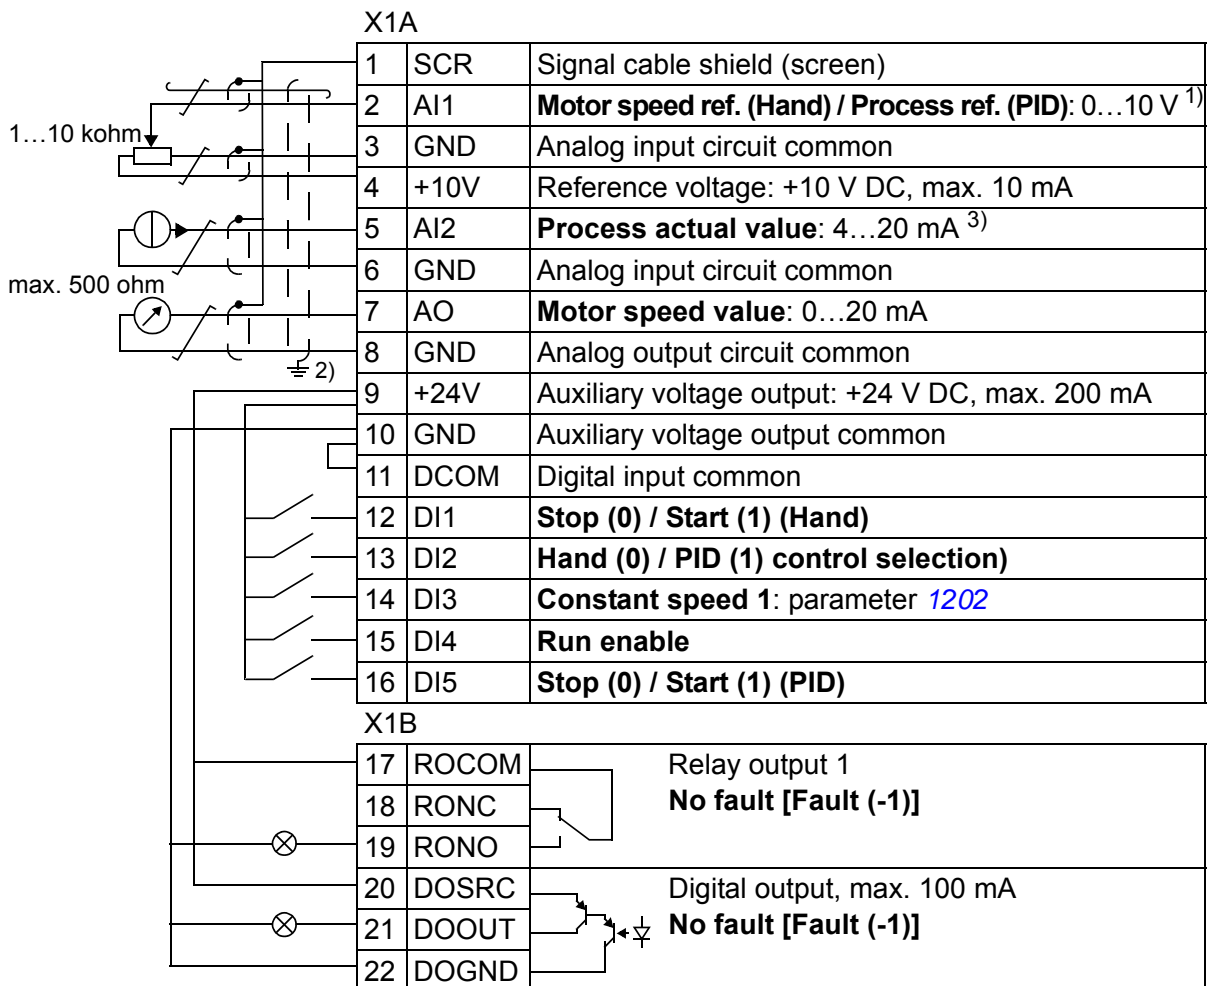 X1A
1 SCR Signal cable shield (screen)
2 AI1 Motor speed ref. (Hand) / Process ref. (PID): 0…10 V 1)
1…10 kohm
3 GND Analog input circuit common
4 +10V Reference voltage: +10 V DC, max. 10 mA
5 AI2 Process actual value: 4…20 mA 3)
6 GND Analog input circuit common
max. 500 ohm
7 AO Motor speed value: 0…20 mA
8 GND Analog output circuit common
2)
9 +24V Auxiliary voltage output: +24 V DC, max. 200 mA
10 GND Auxiliary voltage output common
11 DCOM Digital input common
12 DI1 Stop (0) / Start (1) (Hand)
13 DI2 Hand (0) / PID (1) control selection)
14 DI3 Constant speed 1: parameter 1202
15 DI4 Run enable
16 DI5 Stop (0) / Start (1) (PID)
X1B
17 ROCOM Relay output 1
18 RONC No fault [Fault (-1)]
19 RONO
20 DOSRC Digital output, max. 100 mA
21 DOOUT No fault [Fault (-1)]
22 DOGND